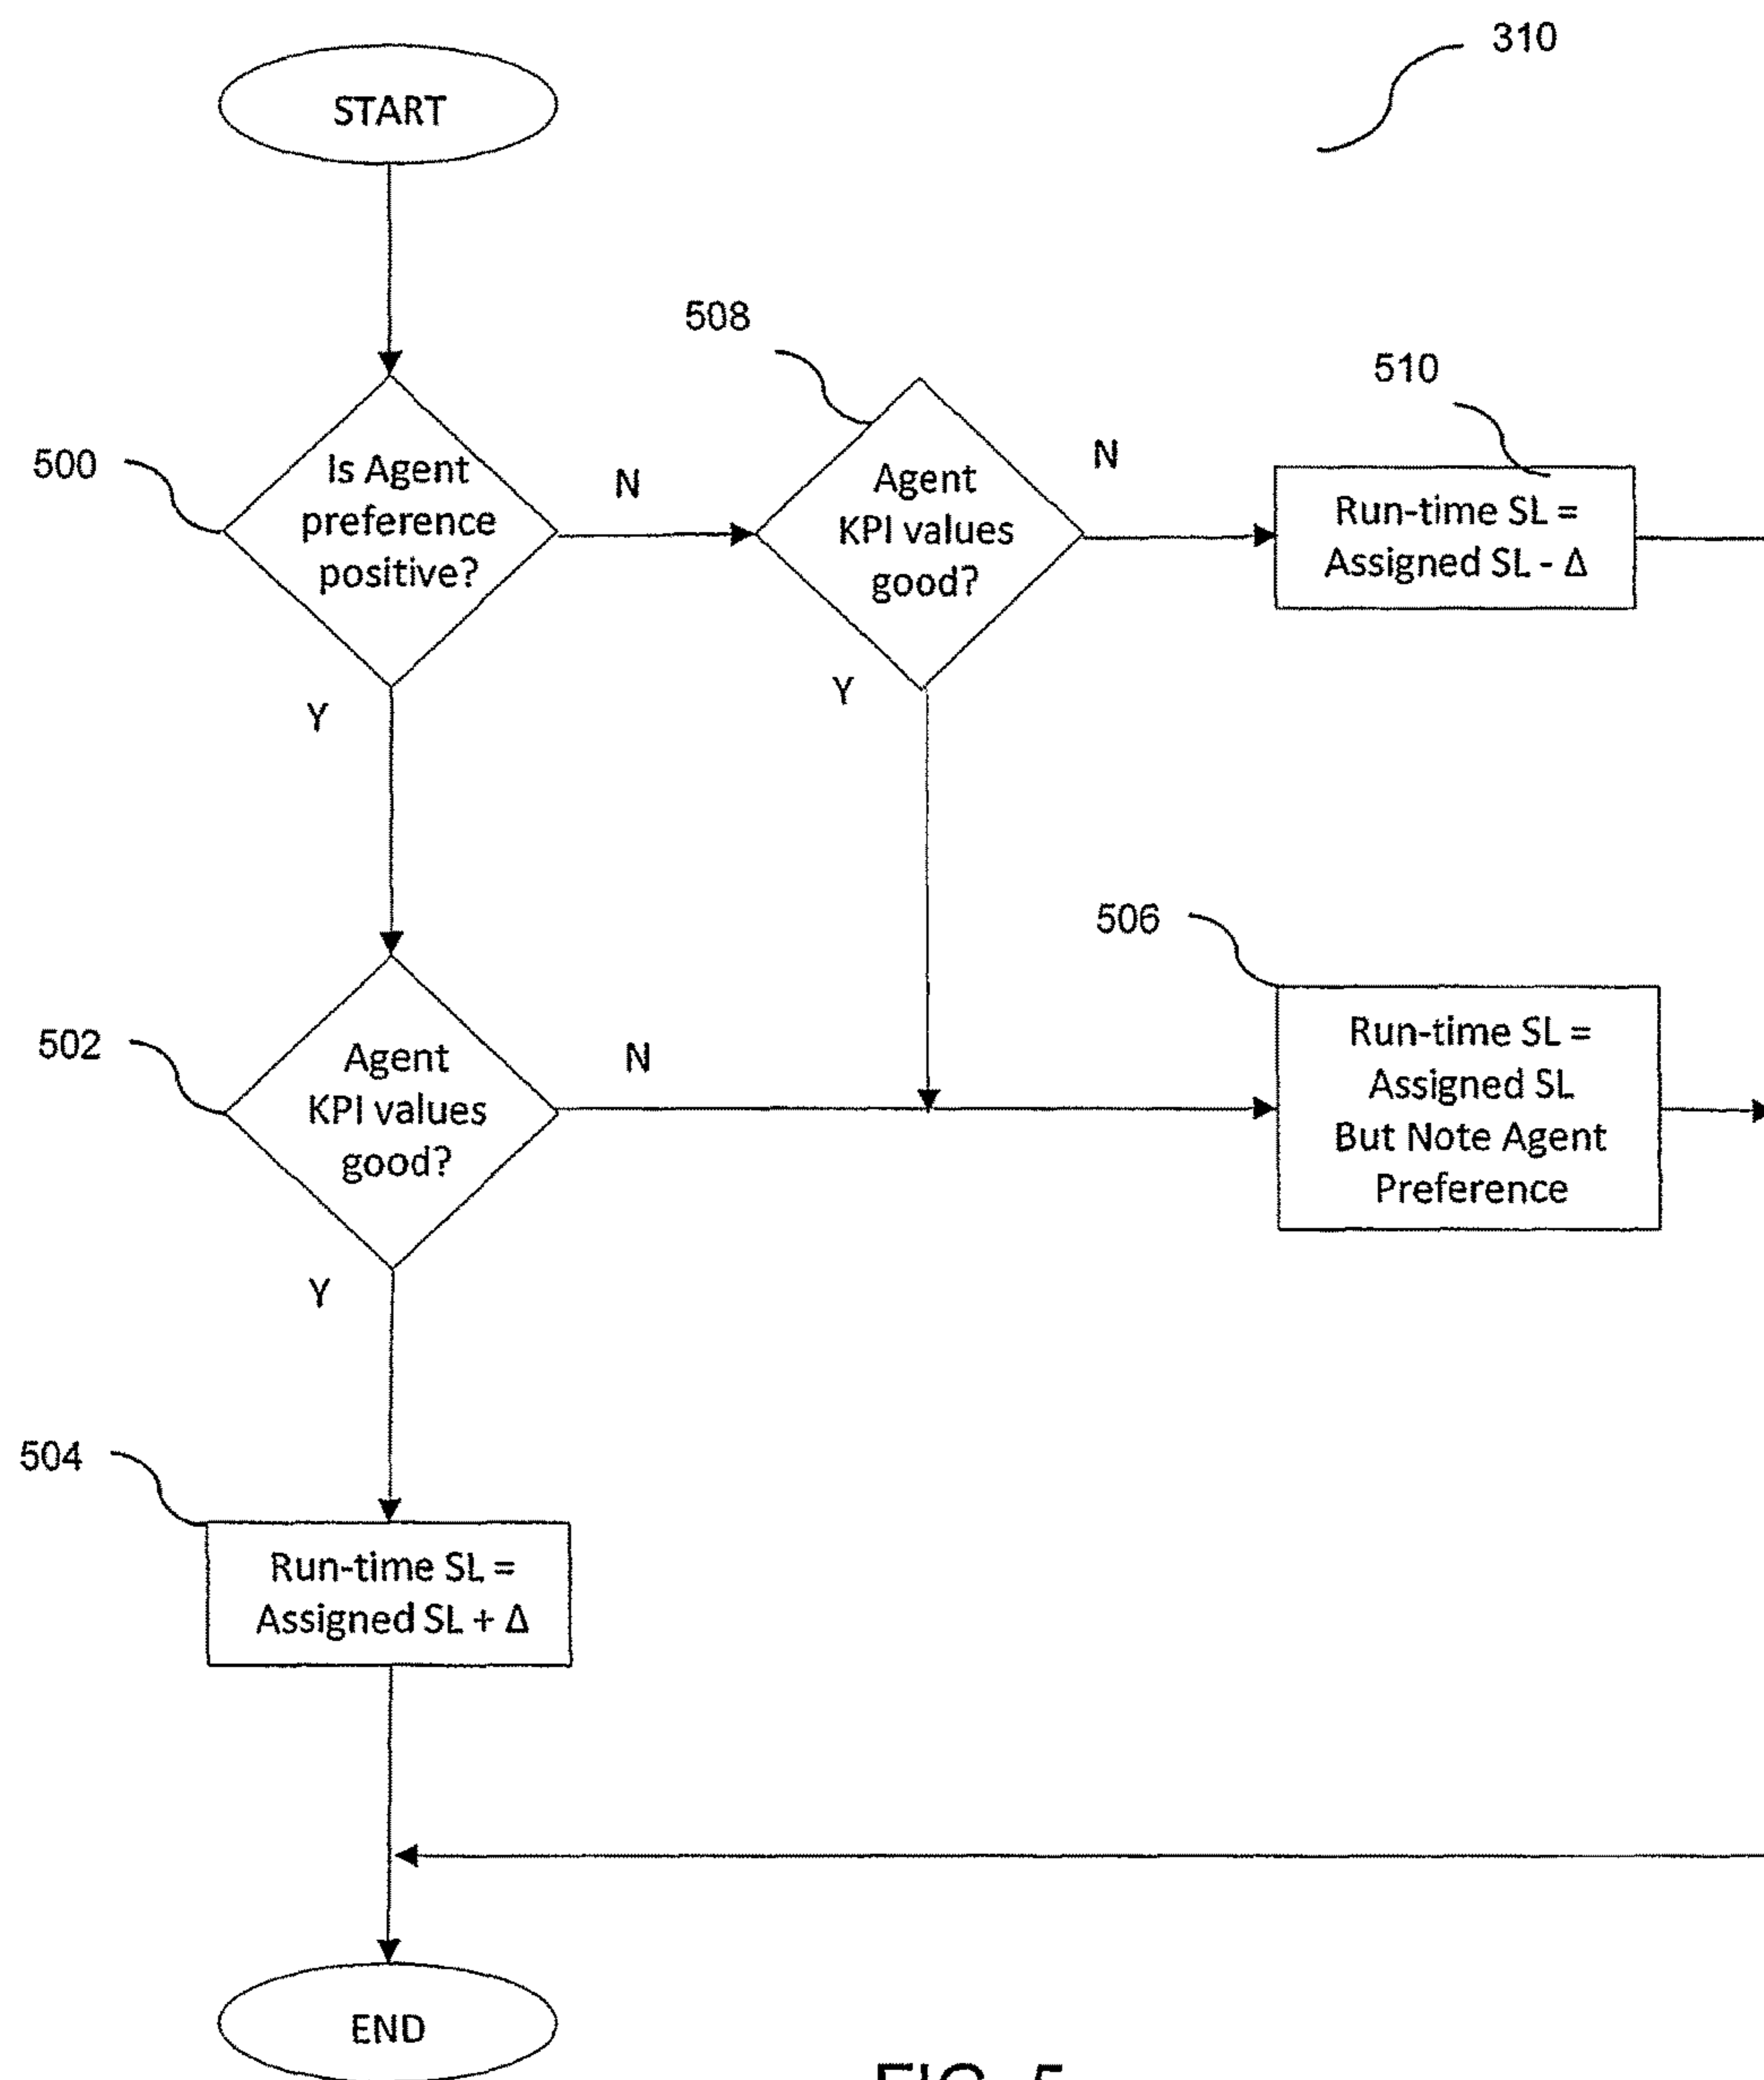 310
START
508
510
500
Is Agent
preference
positive?
N
Agent
KPI values
good?
N
Run-time SL =
Assigned SL - Δ
Y
Y
506
502
Agent
KPI values
good?
N
Run-time SL =
Assigned SL
But Note Agent
Preference
Y
504
Run-time SL =
Assigned SL + Δ
END
FIG. 5